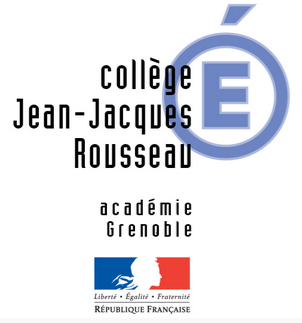 collège
Jean-Jacques
Rousseau
É
académie
Grenoble
Liberté • Égalité • Fraternité
RÉPUBLIQUE FRANÇAISE